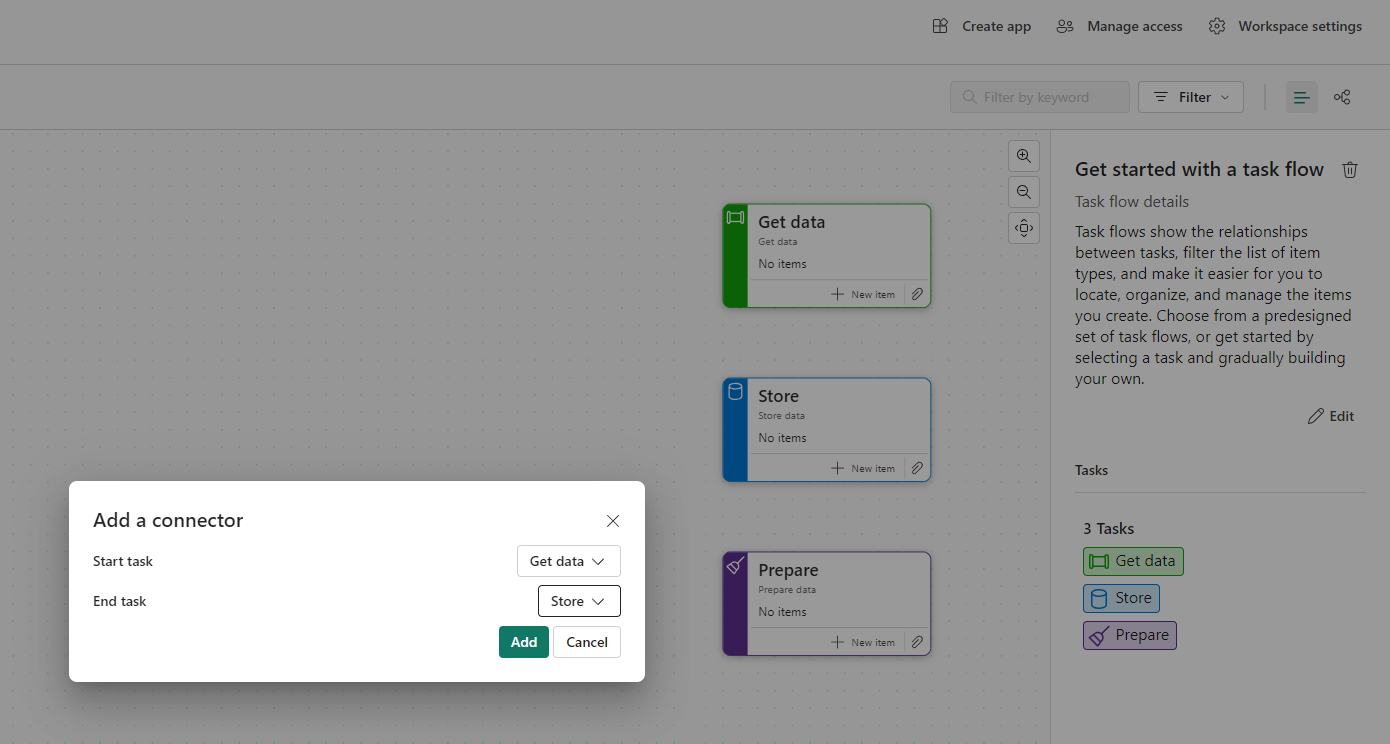 Create app
Manage access
Workspace settings
Filter by keyword
Filter
Get data
Get data
No items
New item
Store
Store data
No items
New item
Prepare
Prepare data
No items
New item
Add a connector
Start task
Get data
End task
Store
Add
Cancel
Get started with a task flow
Task flow details
Task flows show the relationships
between tasks, filter the list of item
types, and make it easier for you to
locate, organize, and manage the items
you create. Choose from a predesigned
set of task flows, or get started by
selecting a task and gradually building
your own.
Edit
Tasks
3 Tasks
Get data
Store
Prepare